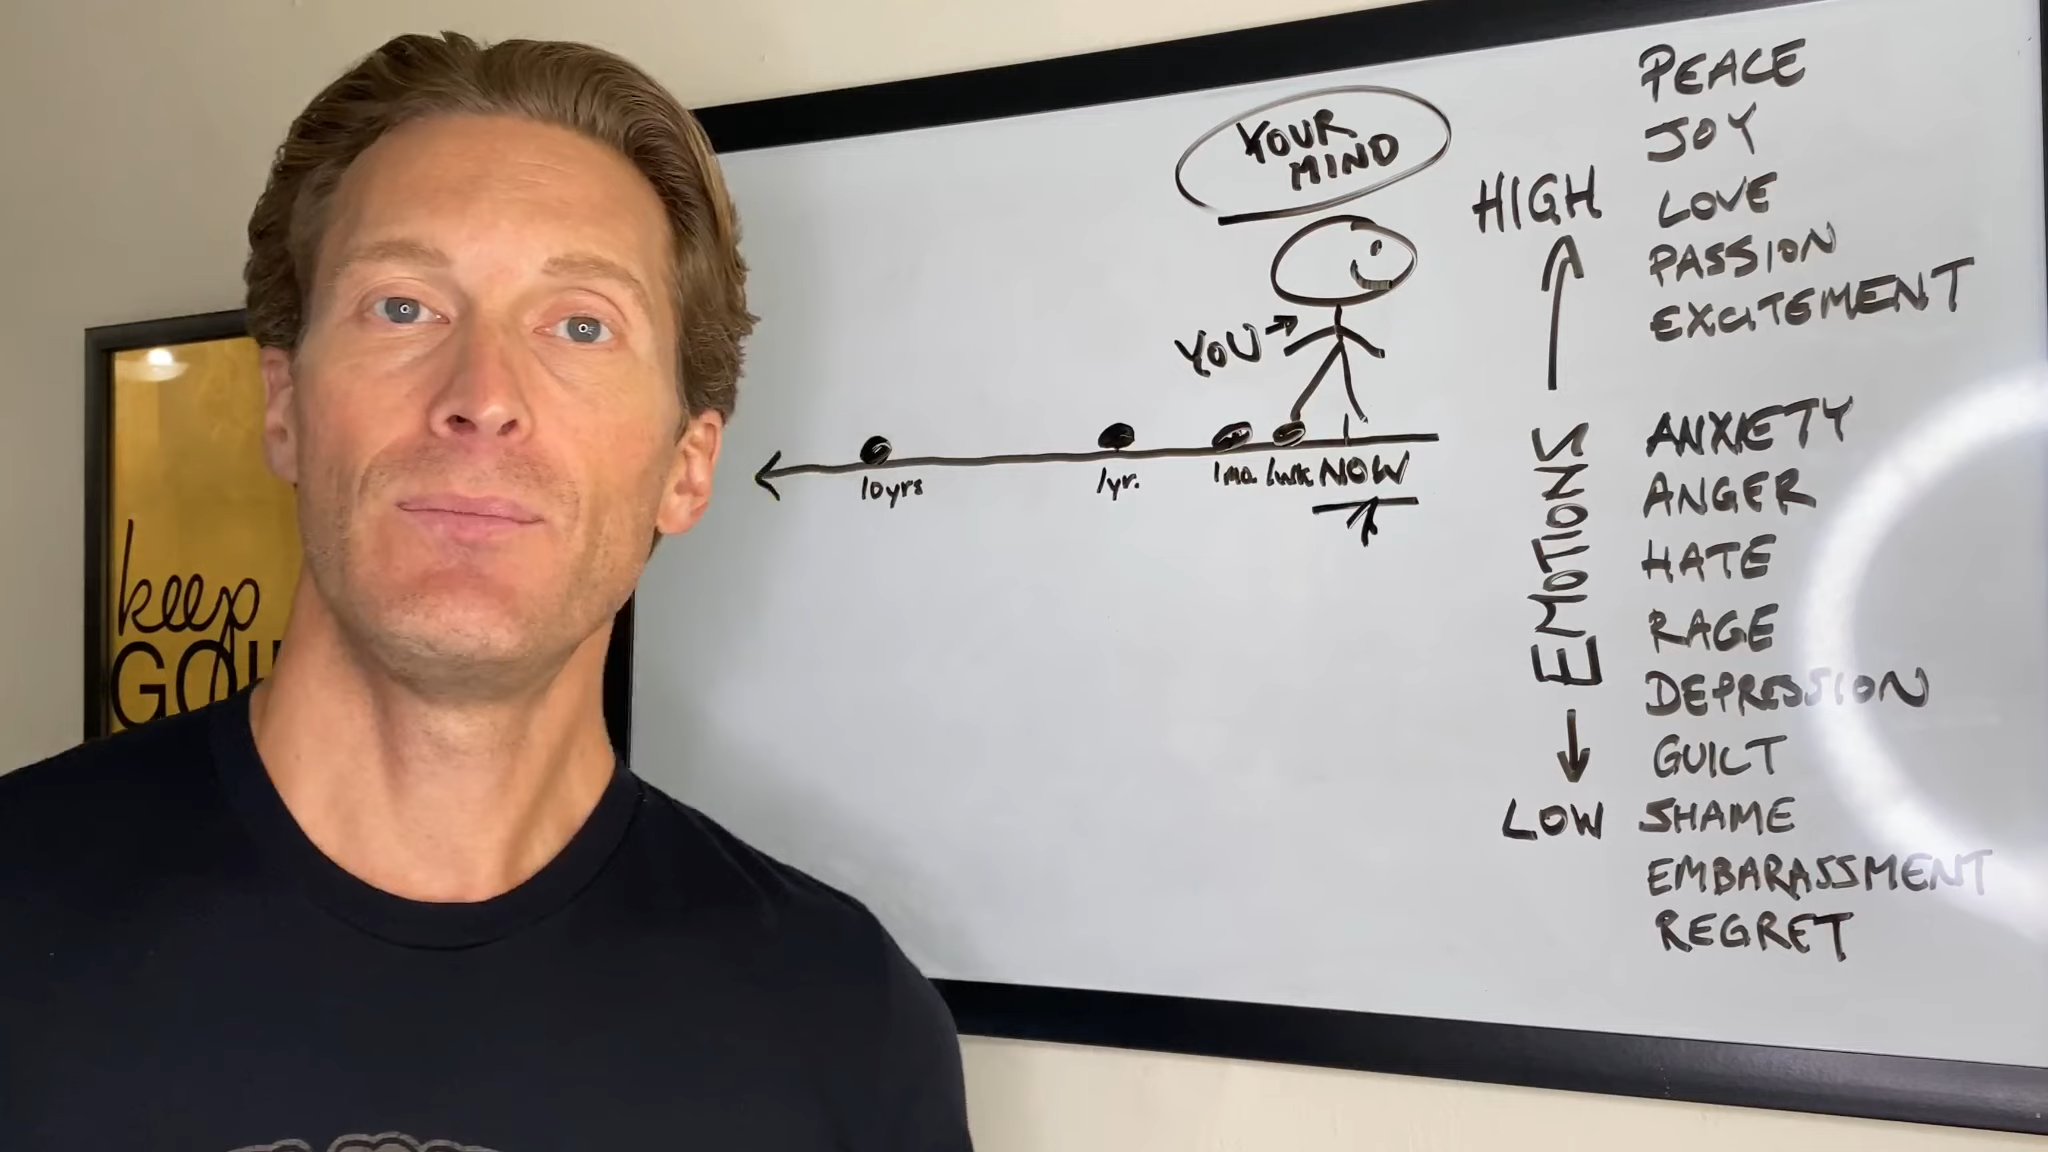 keep
YOUR
MIND
YOU
10yrs
1yr.
1mo.
1wk
NOW
HIGH
EMOTIONS
LOW
PEACE
JOY
LOVE
PASSION
EXCITEMENT
ANXIETY
ANGER
HATE
RAGE
DEPRESSION
GUILT
SHAME
EMBARASSMENT
REGRET